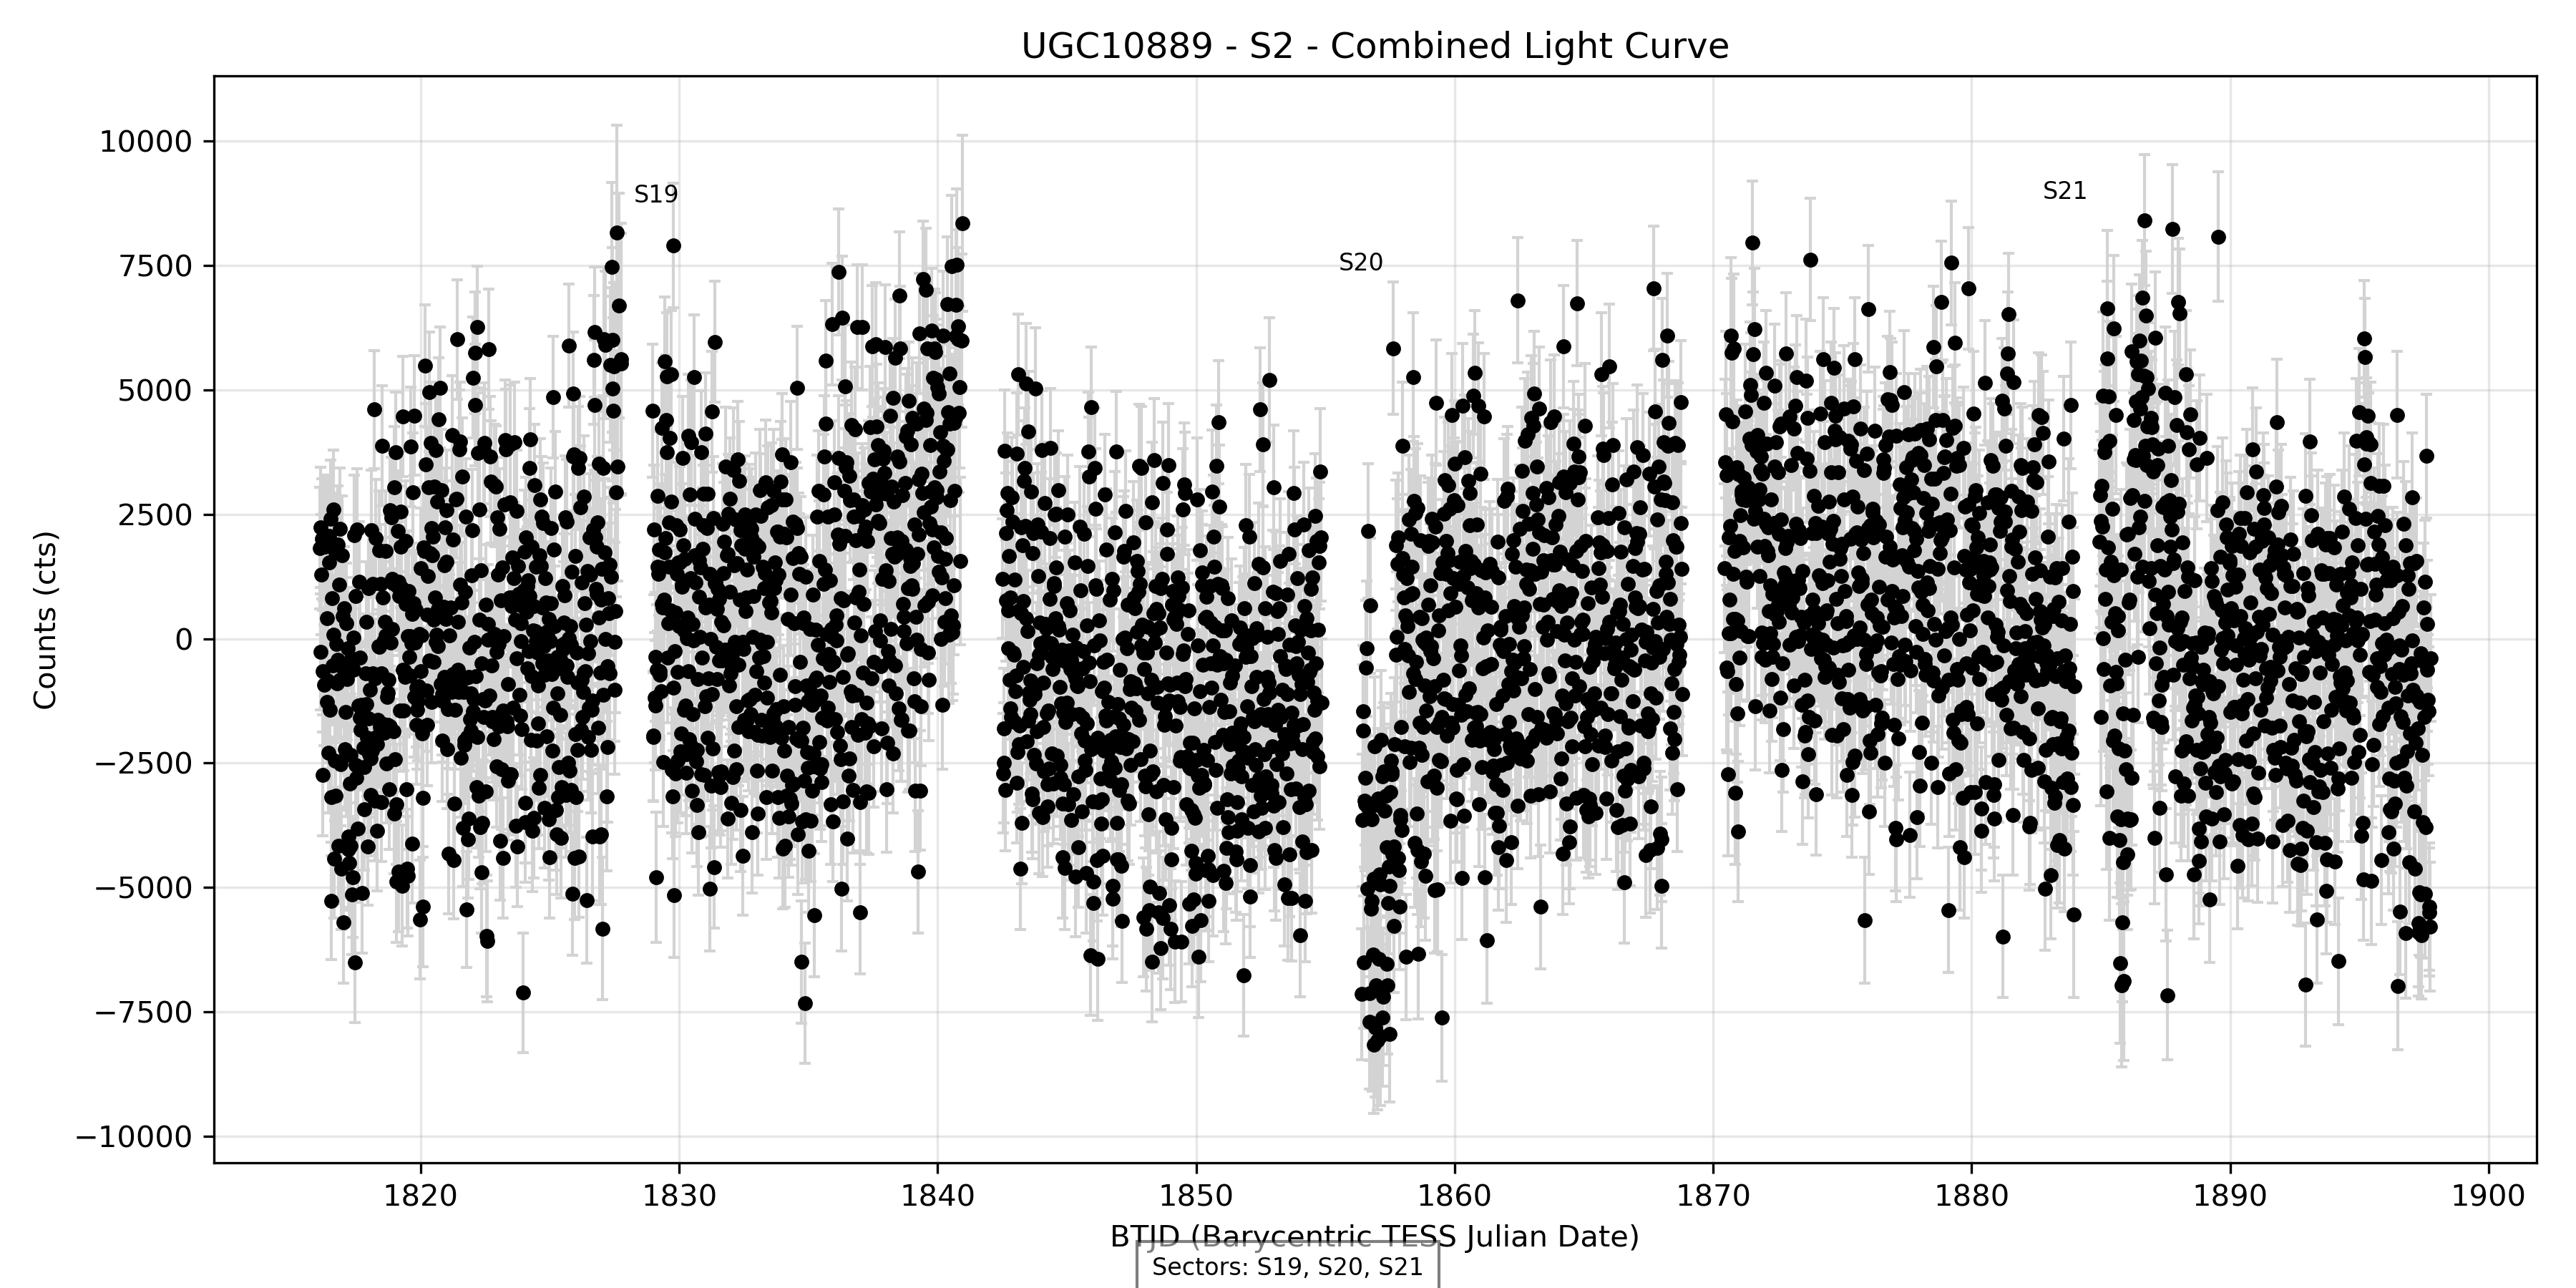 UGC10889 - S2 - Combined Light Curve
S19
S20
S21
Counts (cts)
10000
7500
5000
2500
0
−2500
−5000
−7500
−10000
1820
1830
1840
1850
1860
1870
1880
1890
1900
BTJD (Barycentric TESS Julian Date)
Sectors: S19, S20, S21